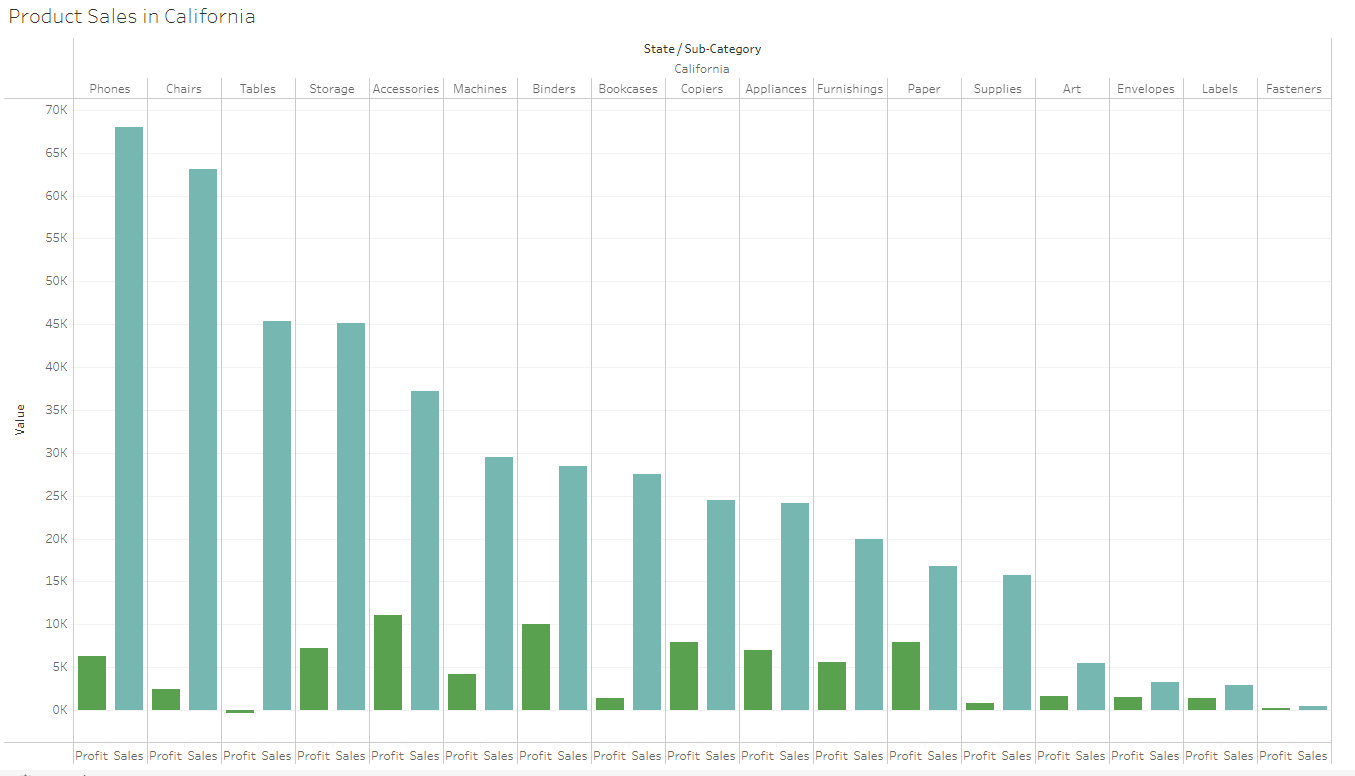 Product Sales in California
State / Sub-Category
California
Phones Chairs Tables Storage Accessories Machines Binders Bookcases Copiers Appliances Furnishings Paper Supplies Art Envelopes Labels Fasteners
70K
65K
60K
55K
50K
45K
40K
35K
30K
25K
20K
15K
10K
5K
0K
Value
Profit Sales Profit Sales Profit Sales Profit Sales Profit Sales Profit Sales Profit Sales Profit Sales Profit Sales Profit Sales Profit Sales Profit Sales Profit Sales Profit Sales Profit Sales Profit Sales Profit Sales